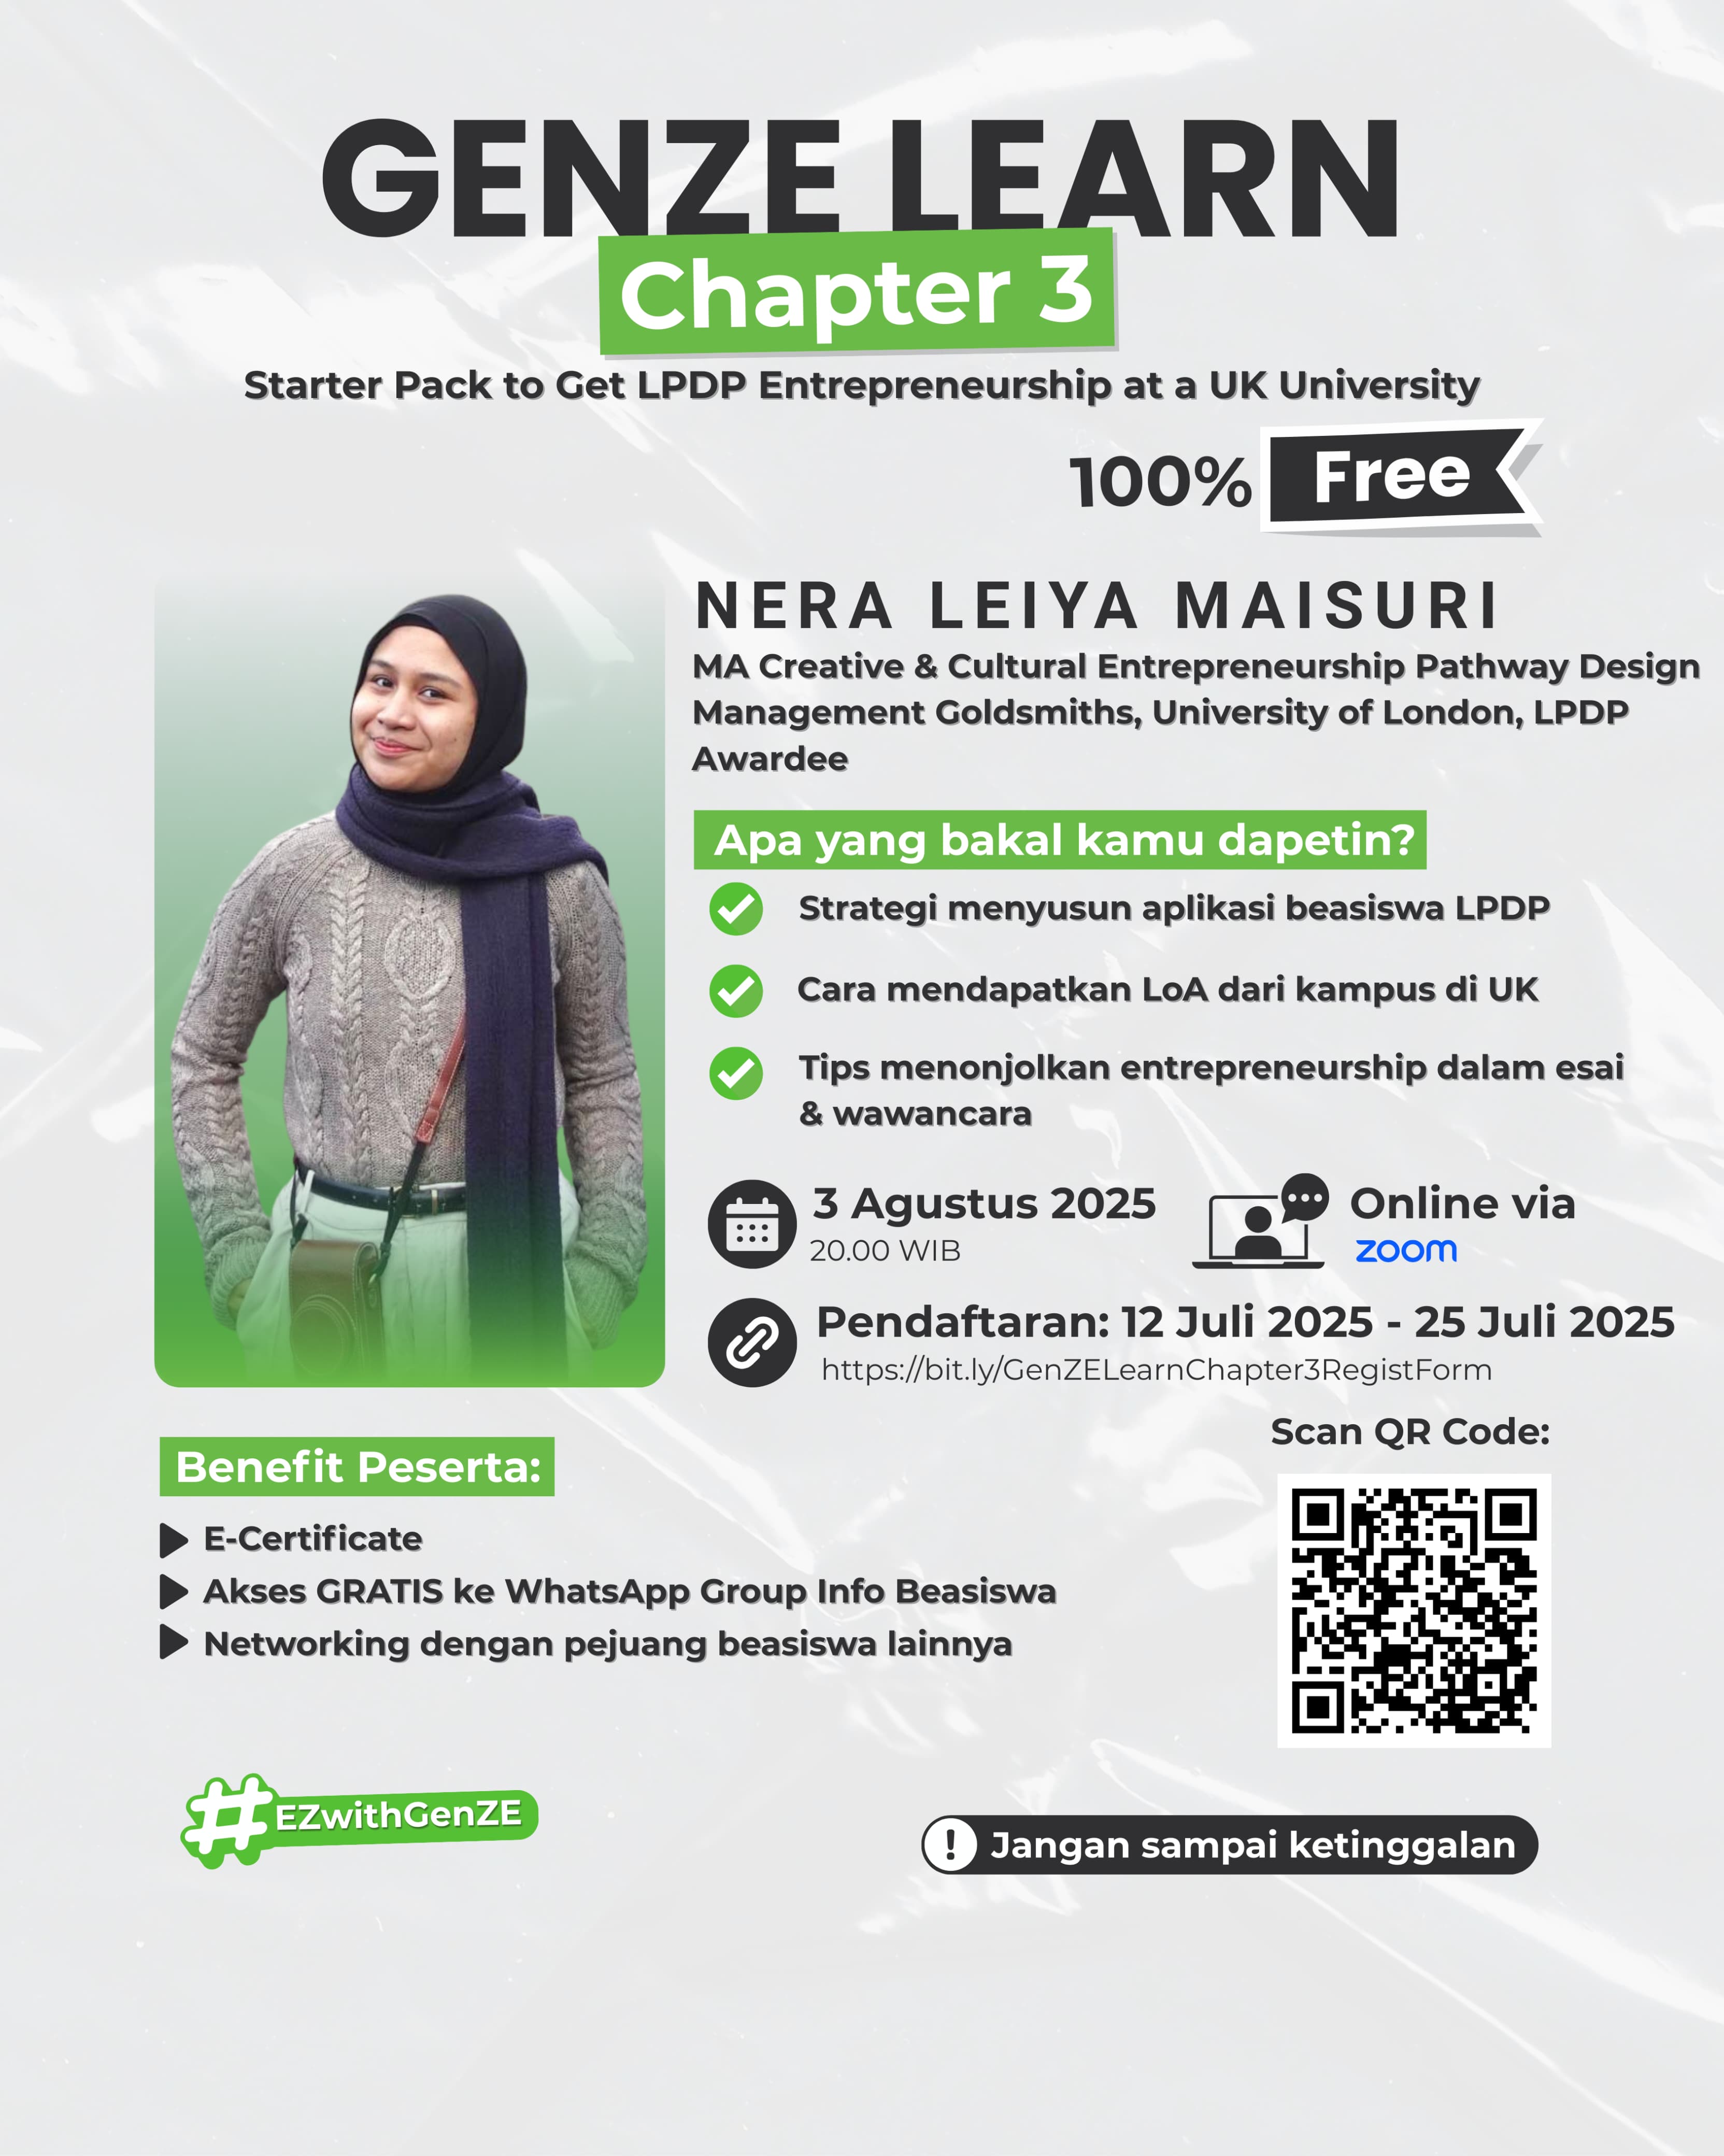 GENZE LEARN
Chapter 3
Starter Pack to Get LPDP Entrepreneurship at a UK University
100% Free
NERA LEIYA MAISURI
MA Creative & Cultural Entrepreneurship Pathway Design
Management Goldsmiths, University of London, LPDP
Awardee
Apa yang bakal kamu dapetin?
Strategi menyusun aplikasi beasiswa LPDP
Cara mendapatkan LoA dari kampus di UK
Tips menonjolkan entrepreneurship dalam esai
& wawancara
3 Agustus 2025
20.00 WIB
Online via
zoom
Pendaftaran: 12 Juli 2025 - 25 Juli 2025
https://bit.ly/GenZELearnChapter3RegistForm
Scan QR Code:
Benefit Peserta:
E-Certificate
Akses GRATIS ke WhatsApp Group Info Beasiswa
Networking dengan pejuang beasiswa lainnya
#EZwithGenZE
! Jangan sampai ketinggalan